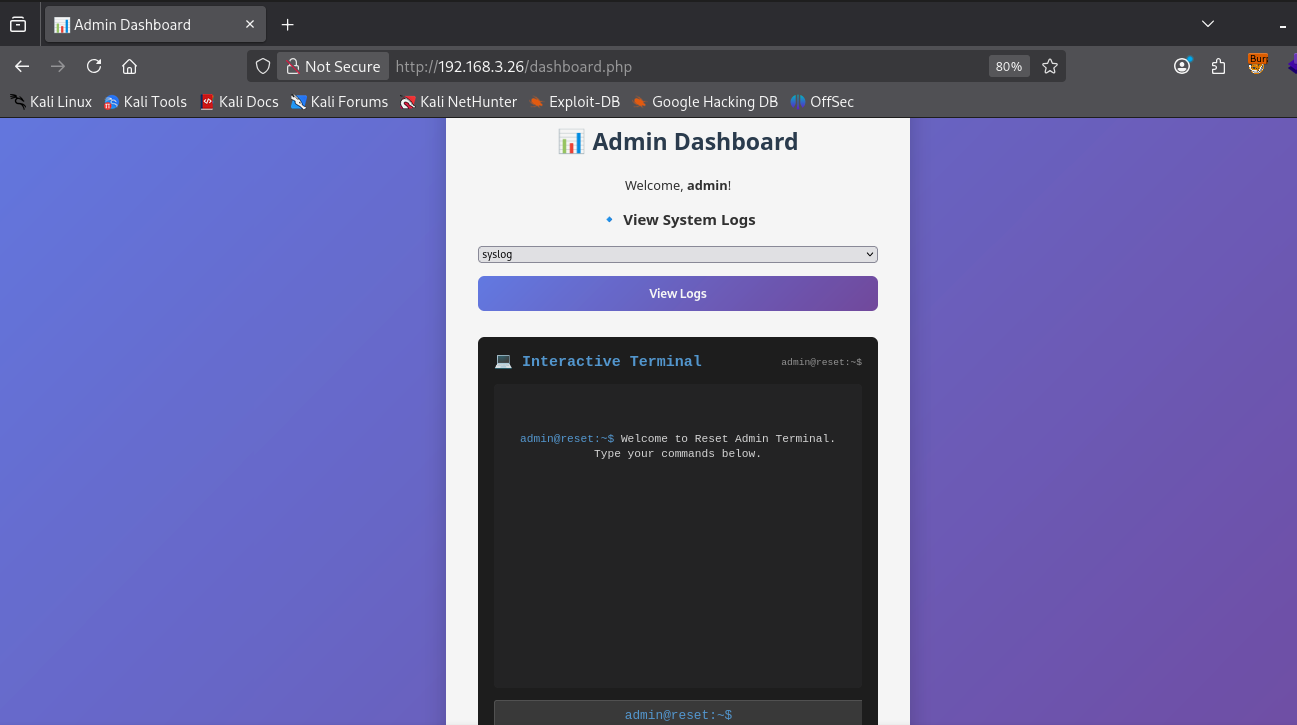 Admin Dashboard
Not Secure http://192.168.3.26/dashboard.php 80%
Kali Linux Kali Tools Kali Docs Kali Forums Kali NetHunter Exploit-DB Google Hacking DB OffSec
Admin Dashboard
Welcome, admin!
View System Logs
syslog
View Logs
Interactive Terminal admin@reset:~$
admin@reset:~$ Welcome to Reset Admin Terminal.
Type your commands below.
admin@reset:~$